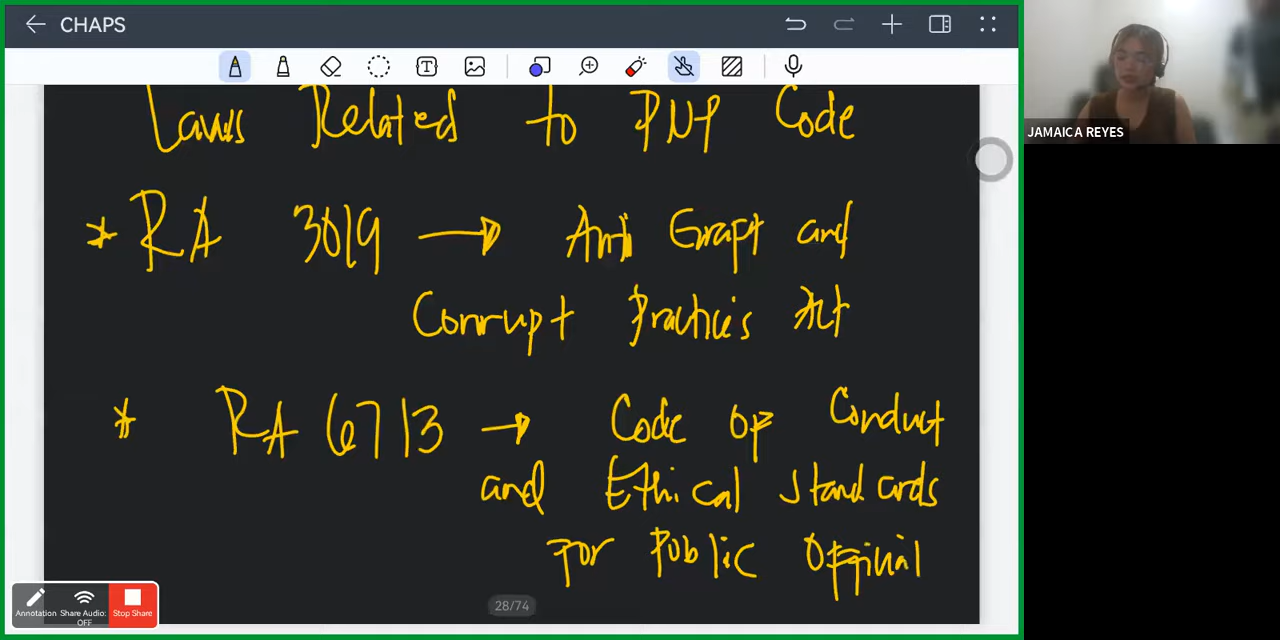 CHAPS
JAMAICA REYES
Laws Related to PNP Code
* RA 3019 → Anti Graft and
Corrupt Practices Act
* RA 6713 → Code of Conduct
and Ethical Standards
for Public Official
Annotation
Share Audio: OFF
Stop Share
28/74